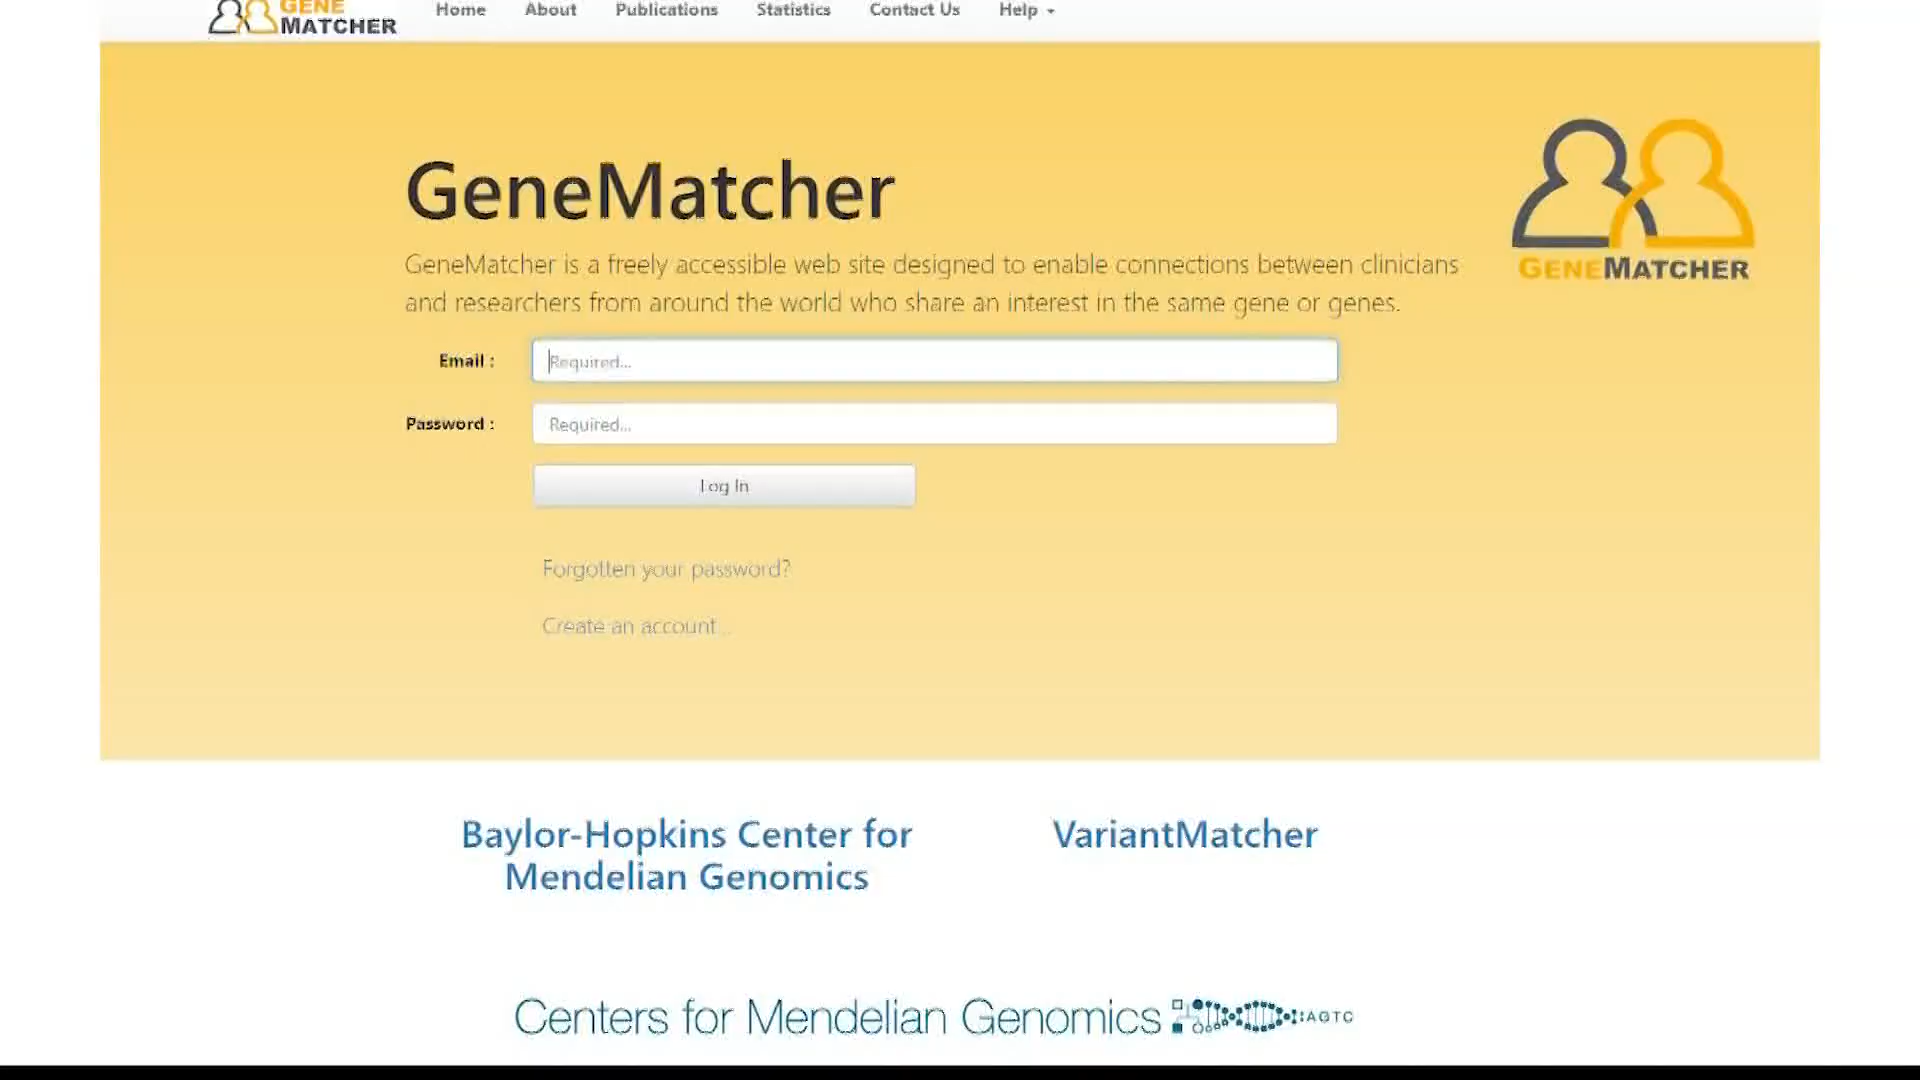 GENE
MATCHER
Home About Publications Statistics Contact Us Help
GeneMatcher
GeneMatcher is a freely accessible web site designed to enable connections between clinicians
and researchers from around the world who share an interest in the same gene or genes.
GENEMATCHER
Email :
Required...
Password :
Required...
Log In
Forgotten your password?
Create an account...
Baylor-Hopkins Center for
Mendelian Genomics
VariantMatcher
Centers for Mendelian Genomics
AGTC